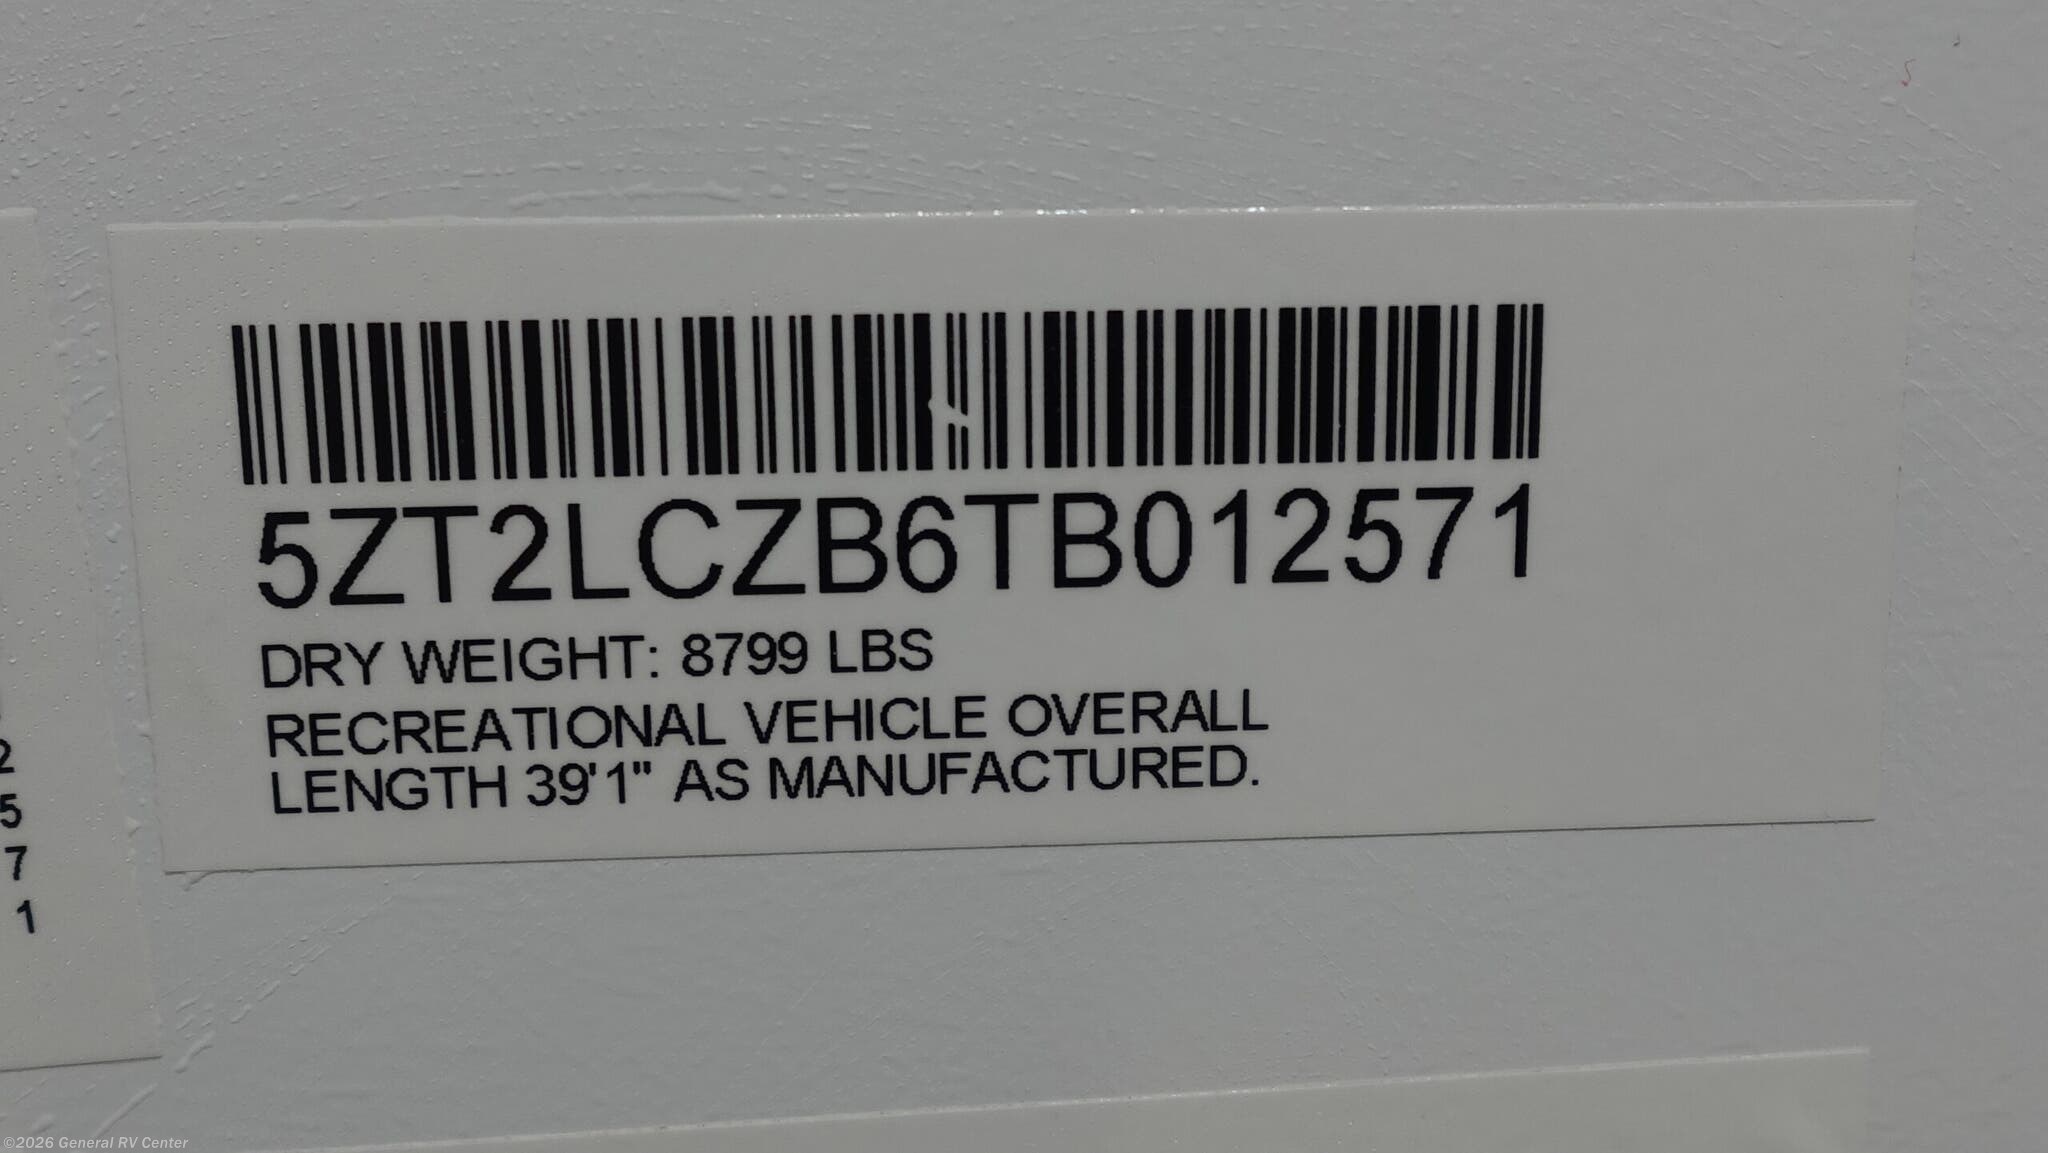 5ZT2LCZB6TB012571
DRY WEIGHT: 8799 LBS
RECREATIONAL VEHICLE OVERALL
LENGTH 39'1" AS MANUFACTURED.
2
5
7
1
©2026 General RV Center